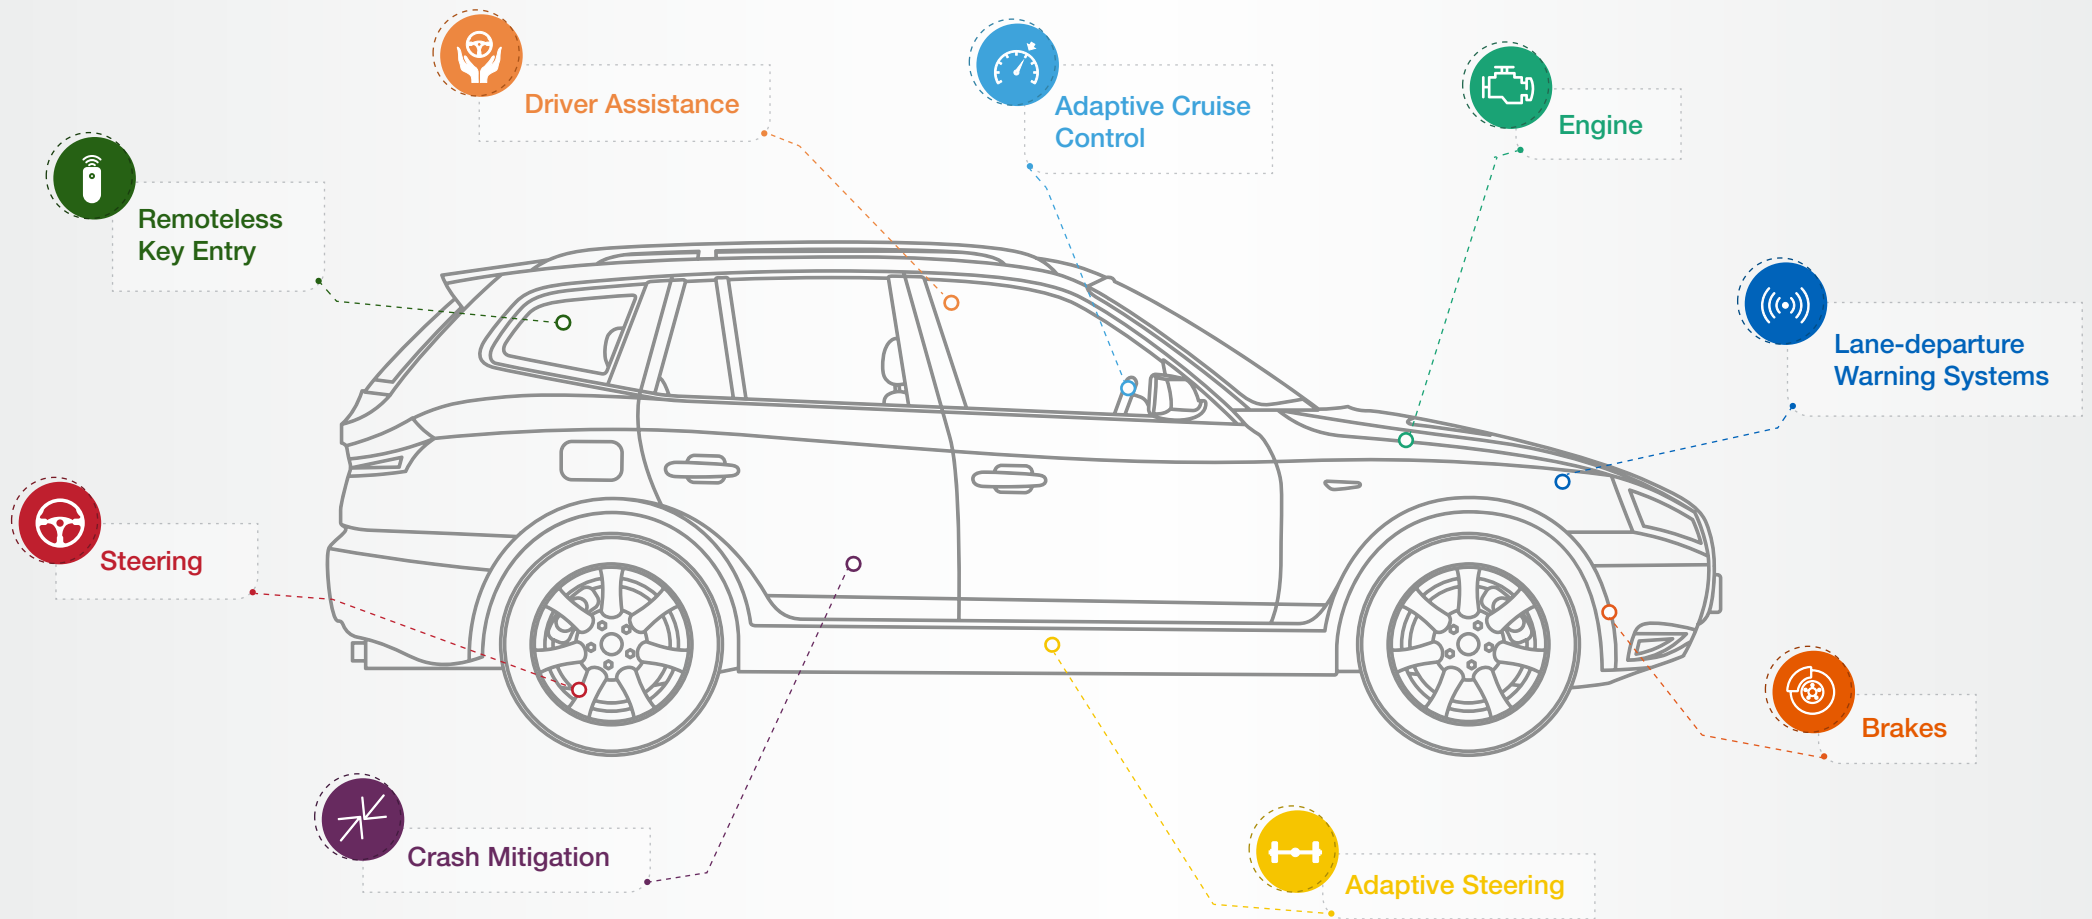 Driver Assistance
Adaptive Cruise
Control
Engine
Remoteless
Key Entry
Lane-departure
Warning Systems
Steering
Brakes
Crash Mitigation
Adaptive Steering